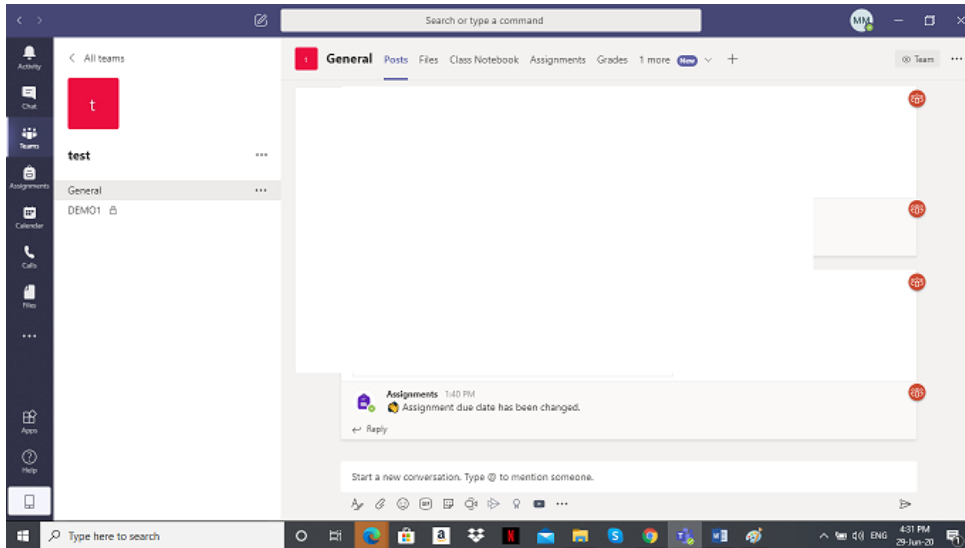 Search or type a command
MM
Activity
Chat
Teams
Assignments
Calendar
Calls
Files
Apps
Help
All teams
t
test
General
DEMO1
t General Posts Files Class Notebook Assignments Grades 1 more New
Team
Assignments 1:40 PM
Assignment due date has been changed.
Reply
Start a new conversation. Type @ to mention someone.
GIF
Type here to search
ENG
4:31 PM
29-Jun-20